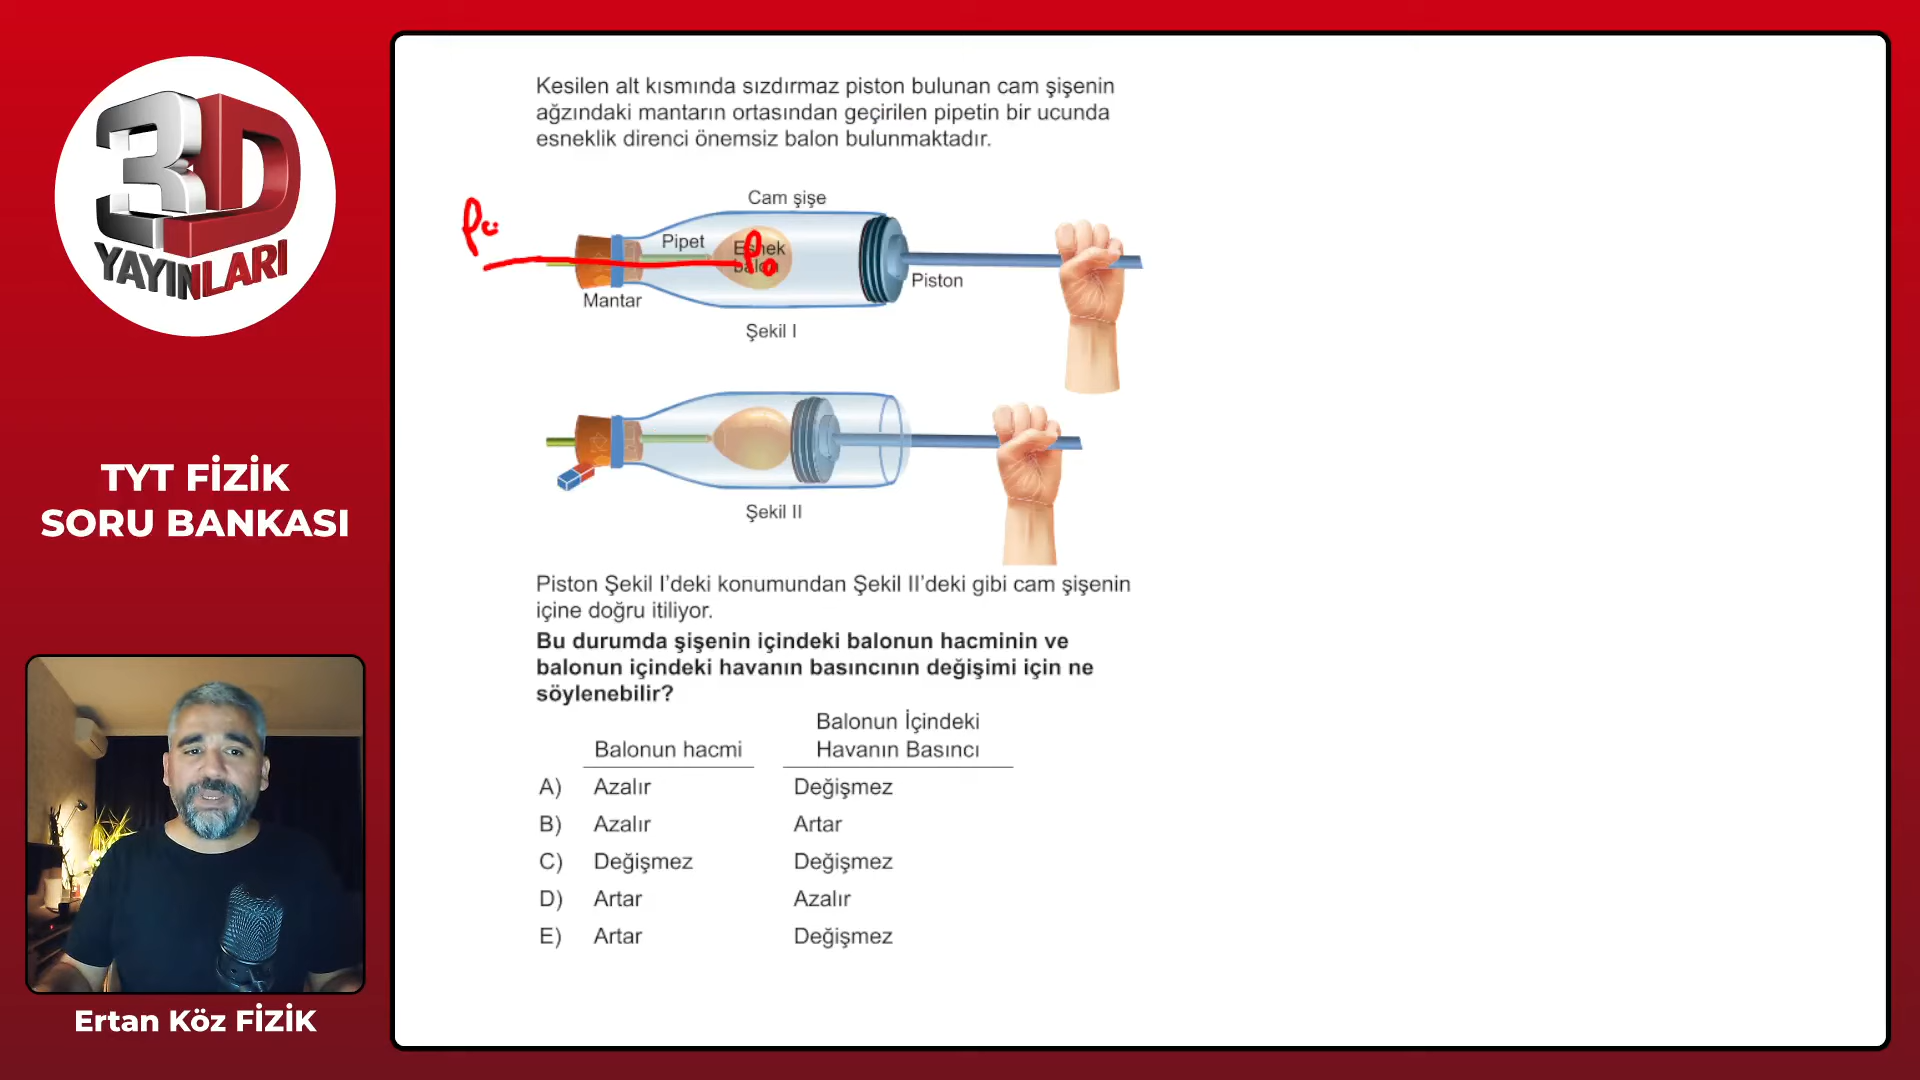 3D
YAYINLARI
TYT FİZİK
SORU BANKASI
Ertan Köz FİZİK
Kesilen alt kısmında sızdırmaz piston bulunan cam şişenin
ağzındaki mantarın ortasından geçirilen pipetin bir ucunda
esneklik direnci önemsiz balon bulunmaktadır.
Cam şişe
P₀
Pipet
Esnek
balon
P₀
Piston
Mantar
Şekil I
Şekil II
Piston Şekil I’deki konumundan Şekil II’deki gibi cam şişenin
içine doğru itiliyor.
Bu durumda şişenin içindeki balonun hacminin ve
balonun içindeki havanın basıncının değişimi için ne
söylenebilir?
Balonun hacmi
Balonun İçindeki
Havanın Basıncı
A) Azalır Değişmez
B) Azalır Artar
C) Değişmez Değişmez
D) Artar Azalır
E) Artar Değişmez